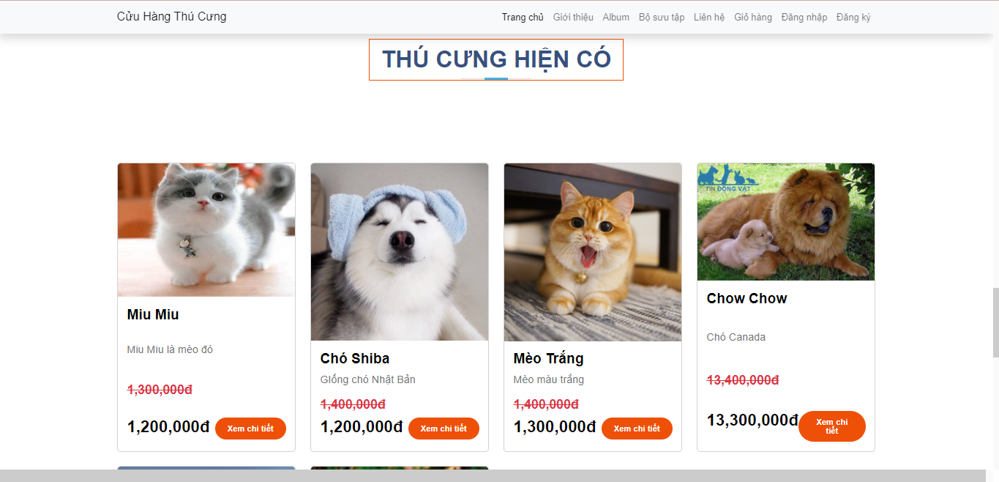 Cửu Hàng Thú Cưng
Trang chủ Giới thiệu Album Bộ sưu tập Liên hệ Giỏ hàng Đăng nhập Đăng ký
THÚ CƯNG HIỆN CÓ
TIN ĐỘNG VẬT
Miu Miu
Miu Miu là mèo đó
1,300,000đ
1,200,000đ
Xem chi tiết
Chó Shiba
GIống chó Nhật Bản
1,400,000đ
1,200,000đ
Xem chi tiết
Mèo Trắng
Mèo màu trắng
1,400,000đ
1,300,000đ
Xem chi tiết
Chow Chow
Chó Canada
13,400,000đ
13,300,000đ
Xem chi
tiết